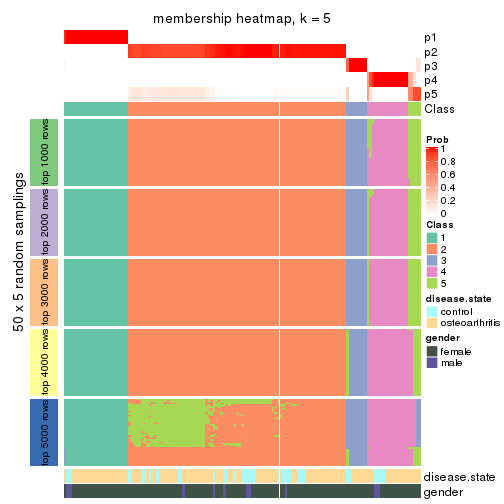 membership heatmap, k = 5
p1
p2
p3
p4
p5
Class
50 x 5 random samplings
top 1000 rows
top 2000 rows
top 3000 rows
top 4000 rows
top 5000 rows
Prob
1
0.8
0.6
0.4
0.2
0
Class
1
2
3
4
5
disease.state
control
osteoarthritis
gender
female
male
disease.state
gender